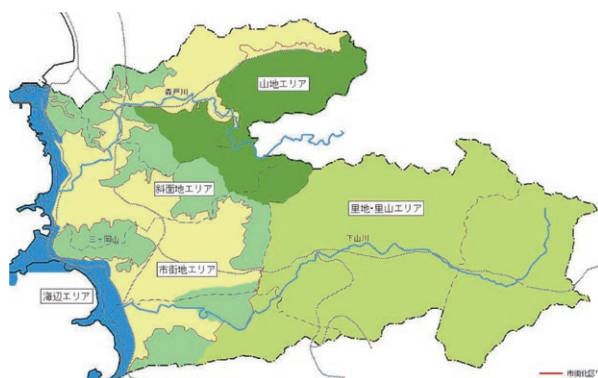 山地エリア
森戸川
斜面地エリア
里地・里山エリア
三ヶ岡山
下山川
市街地エリア
海辺エリア
市街化区